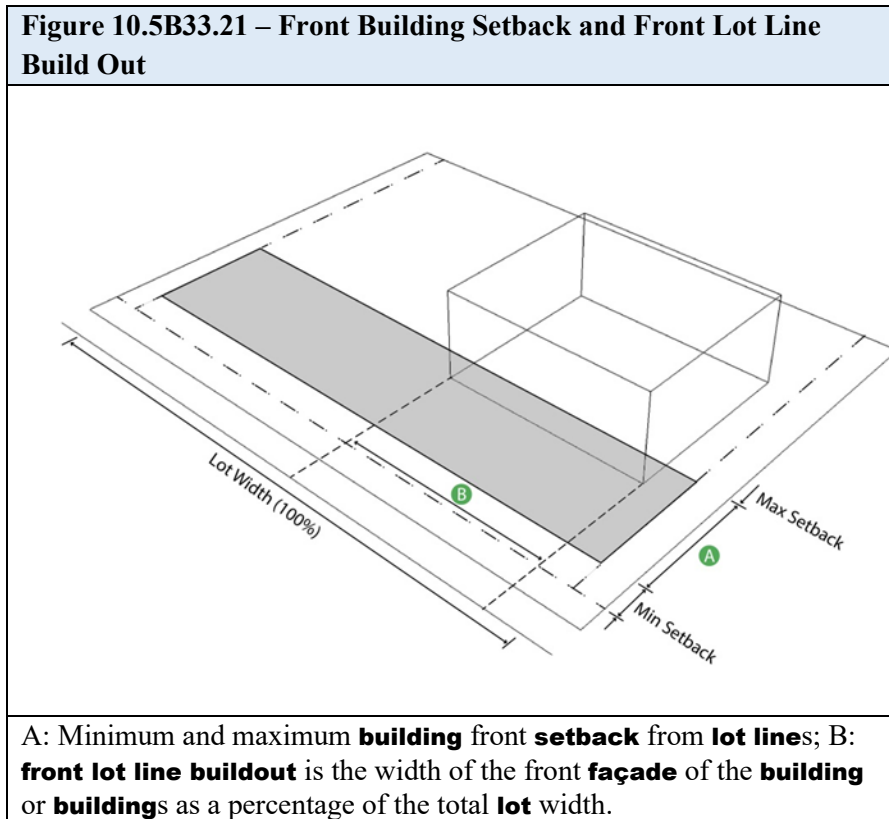 Figure 10.5B33.21 – Front Building Setback and Front Lot Line
Build Out
Lot Width (100%)
B
A
Max Setback
Min Setback
A: Minimum and maximum building front setback from lot lines; B:
front lot line buildout is the width of the front façade of the building
or buildings as a percentage of the total lot width.